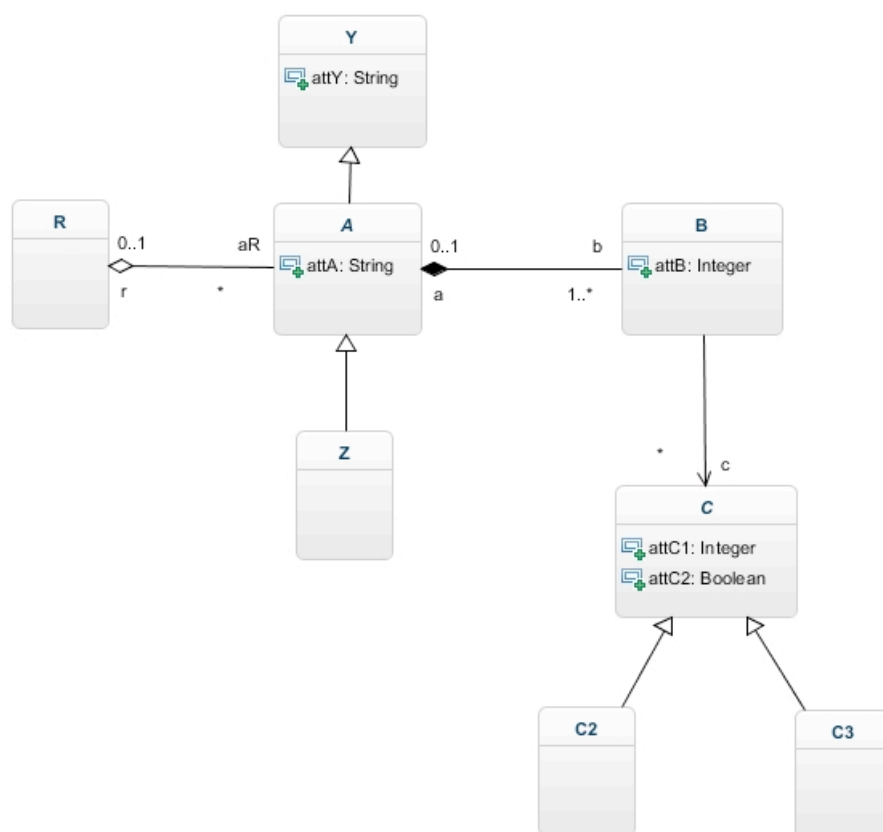 Y
attY: String
R
0..1
aR
r
*
A
attA: String
0..1
b
a
1..*
B
attB: Integer
Z
*
c
C
attC1: Integer
attC2: Boolean
C2
C3